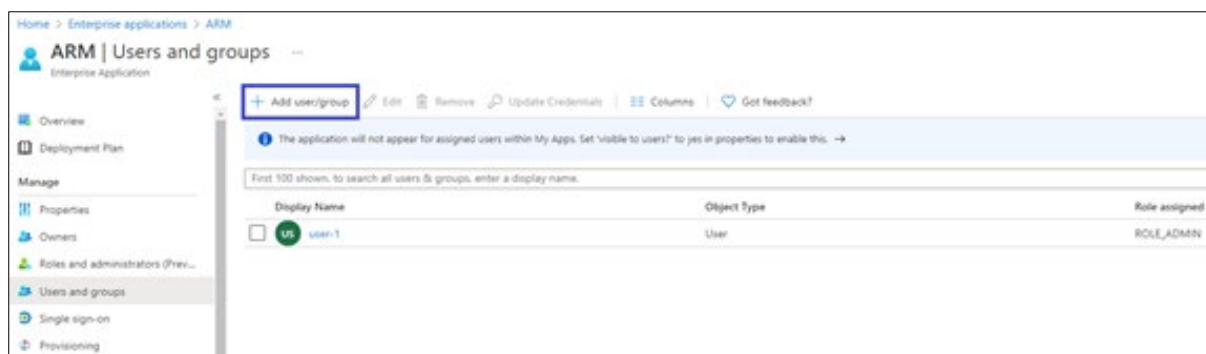 Home > Enterprise applications > ARM
ARM | Users and groups ...
Enterprise Application
«
+ Add user/group Edit Remove Update Credentials Columns Got feedback?
The application will not appear for assigned users within My Apps. Set 'visible to users?' to yes in properties to enable this. →
First 100 shown, to search all users & groups, enter a display name.
Display Name Object Type Role assigned
US user-1 User ROLE_ADMIN
Overview
Deployment Plan
Manage
Properties
Owners
Roles and administrators (Prev...
Users and groups
Single sign-on
Provisioning